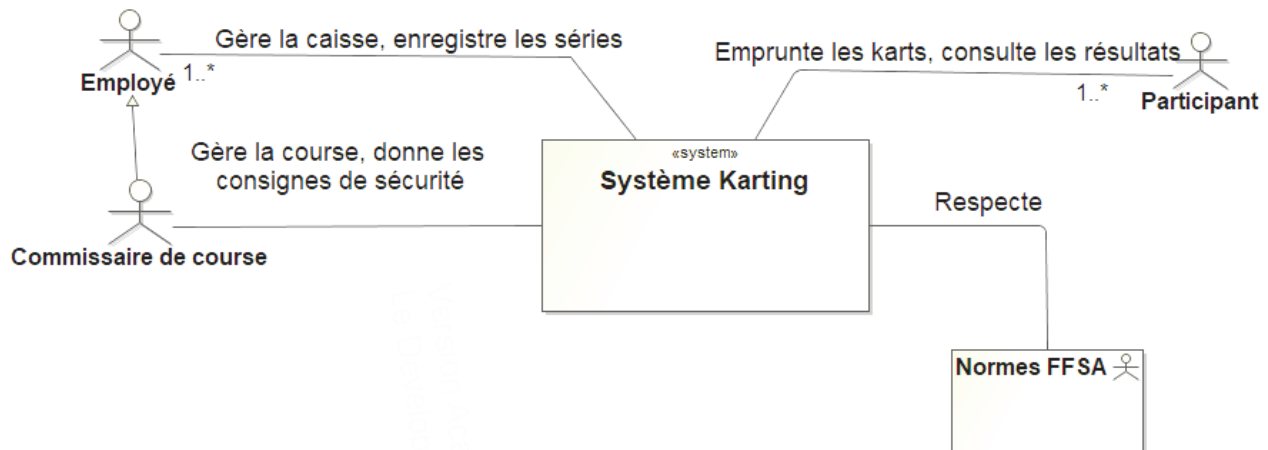 Gère la caisse, enregistre les séries
Employé
1..*
Emprunte les karts, consulte les résultats
1..*
Participant
Gère la course, donne les
consignes de sécurité
Commissaire de course
«system»
Système Karting
Respecte
Normes FFSA